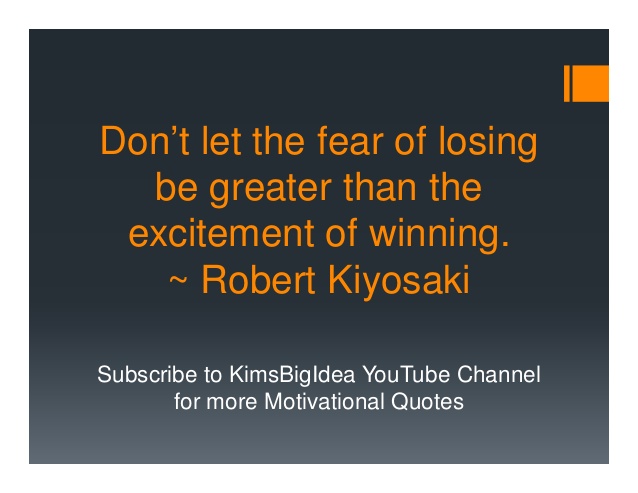 Don’t let the fear of losing
be greater than the
excitement of winning.
~ Robert Kiyosaki
Subscribe to KimsBigIdea YouTube Channel
for more Motivational Quotes